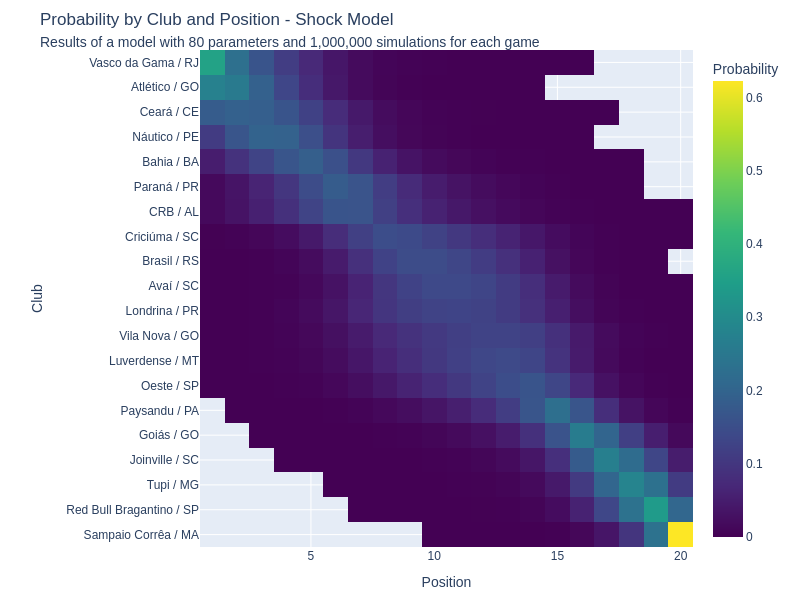 Probability by Club and Position - Shock Model
Results of a model with 80 parameters and 1,000,000 simulations for each game
Probability
Club
Vasco da Gama / RJ
Atlético / GO
Ceará / CE
Náutico / PE
Bahia / BA
Paraná / PR
CRB / AL
Criciúma / SC
Brasil / RS
Avaí / SC
Londrina / PR
Vila Nova / GO
Luverdense / MT
Oeste / SP
Paysandu / PA
Goiás / GO
Joinville / SC
Tupi / MG
Red Bull Bragantino / SP
Sampaio Corrêa / MA
0.6
0.5
0.4
0.3
0.2
0.1
0
5 10 15 20
Position